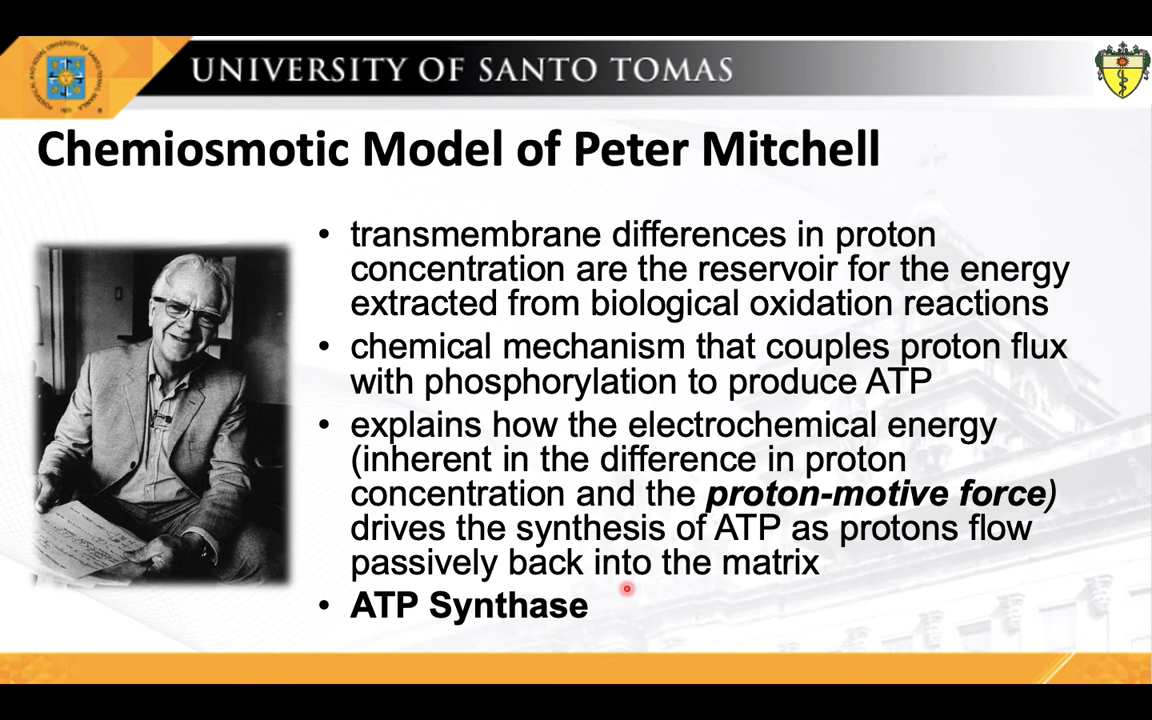 UNIVERSITY OF SANTO TOMAS
Chemiosmotic Model of Peter Mitchell
• transmembrane differences in proton
concentration are the reservoir for the energy
extracted from biological oxidation reactions
• chemical mechanism that couples proton flux
with phosphorylation to produce ATP
• explains how the electrochemical energy
(inherent in the difference in proton
concentration and the proton-motive force)
drives the synthesis of ATP as protons flow
passively back into the matrix
• ATP Synthase